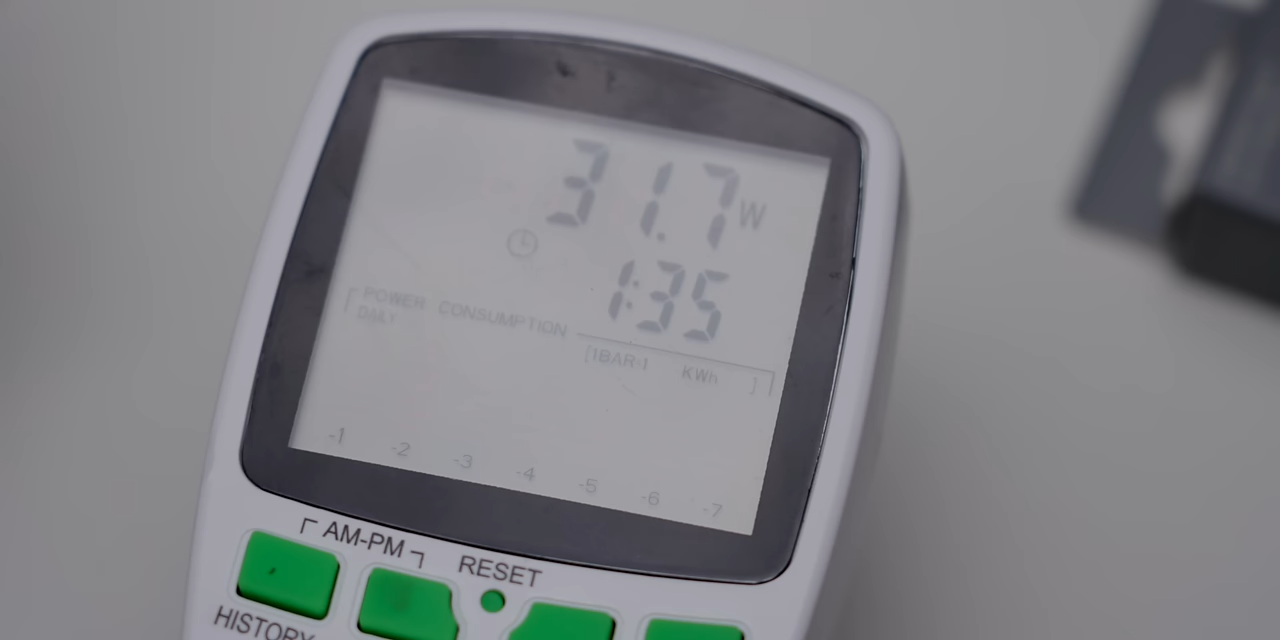 31.7 W
1:35
POWER CONSUMPTION
DAILY
[1BAR: KWh ]
-1 -2 -3 -4 -5 -6 -7
AM-PM
RESET
HISTORY